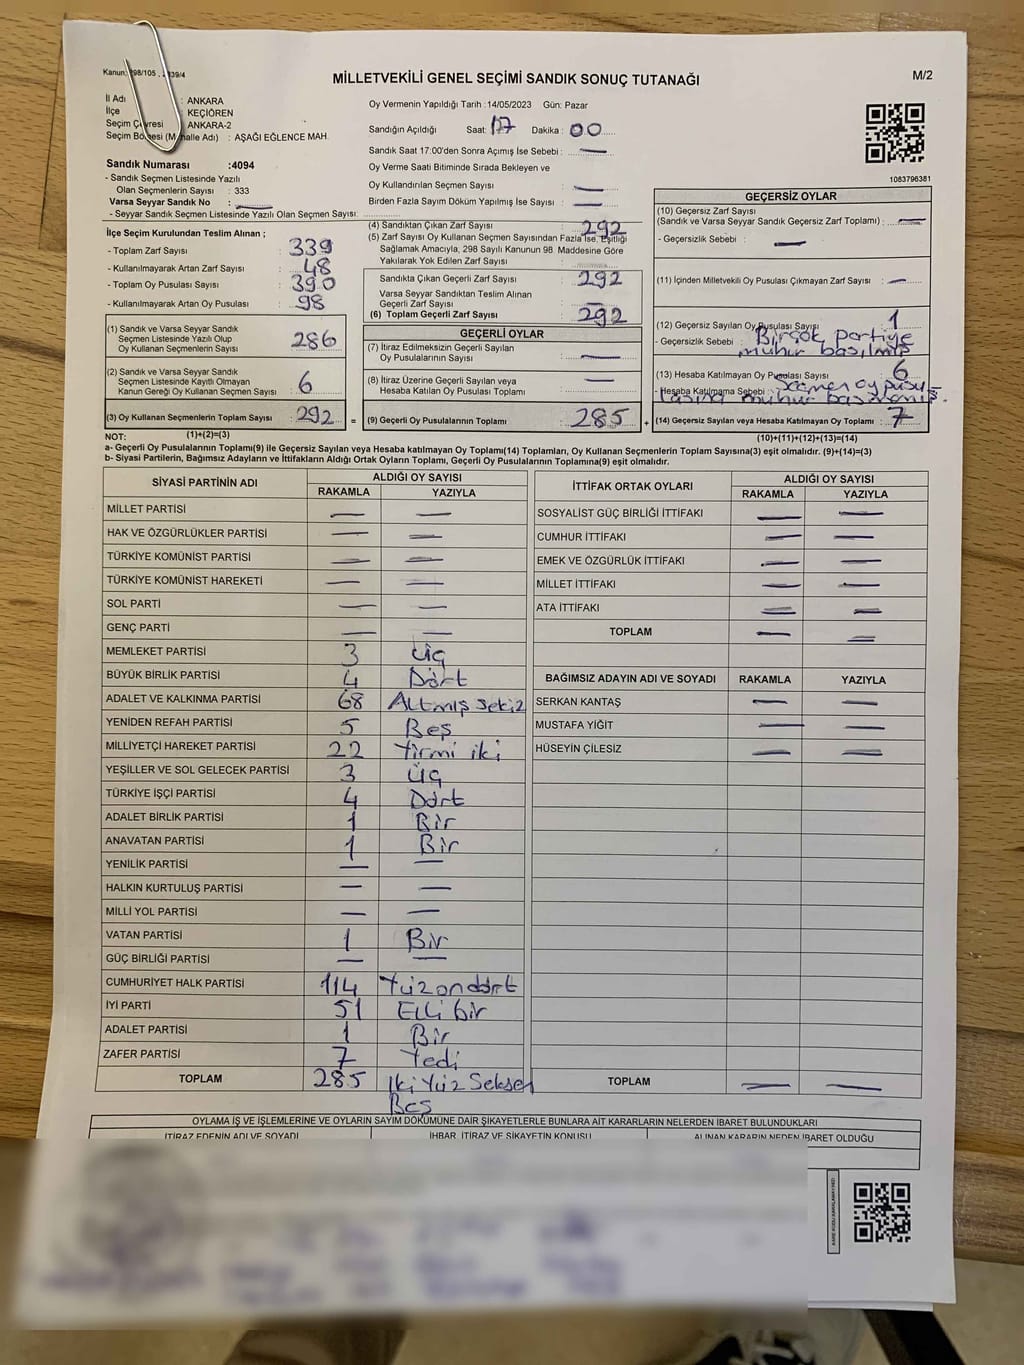 Kanun: 298/105 , 2839/4
MİLLETVEKİLİ GENEL SEÇİMİ SANDIK SONUÇ TUTANAĞI
M/2
İl Adı : ANKARA
İlçe : KEÇİÖREN
Seçim Çevresi : ANKARA-2
Seçim Bölgesi (Mahalle Adı) : AŞAĞI EĞLENCE MAH.
Sandık Numarası :4094
- Sandık Seçmen Listesinde Yazılı
Olan Seçmenlerin Sayısı : 333
Varsa Seyyar Sandık No : —
- Seyyar Sandık Seçmen Listesinde Yazılı Olan Seçmen Sayısı:
İlçe Seçim Kurulundan Teslim Alınan ;
- Toplam Zarf Sayısı : 339
- Kullanılmayarak Artan Zarf Sayısı : 48
- Toplam Oy Pusulası Sayısı : 390
- Kullanılmayarak Artan Oy Pusulası : 98
Oy Vermenin Yapıldığı Tarih :14/05/2023 Gün: Pazar
Sandığın Açıldığı Saat: 17 Dakika : 00
Sandık Saat 17:00'den Sonra Açımış İse Sebebi : —
Oy Verme Saati Bitiminde Sırada Bekleyen ve
Oy Kullandırılan Seçmen Sayısı : —
Birden Fazla Sayım Döküm Yapılmış İse Sayısı : —
(4) Sandıktan Çıkan Zarf Sayısı : 292
(5) Zarf Sayısı Oy Kullanan Seçmen Sayısından Fazla İse, Eşitliği
Sağlamak Amacıyla, 298 Sayılı Kanunun 98. Maddesine Göre
Yakılarak Yok Edilen Zarf Sayısı :
Sandıkta Çıkan Geçerli Zarf Sayısı : 292
Varsa Seyyar Sandıktan Teslim Alınan
Geçerli Zarf Sayısı : —
(6) Toplam Geçerli Zarf Sayısı : 292
1083796381
GEÇERSİZ OYLAR
(10) Geçersiz Zarf Sayısı
(Sandık ve Varsa Seyyar Sandık Geçersiz Zarf Toplamı) : —
- Geçersizlik Sebebi : —
(11) İçinden Milletvekili Oy Pusulası Çıkmayan Zarf Sayısı : —
(12) Geçersiz Sayılan Oy Pusulası Sayısı : 1
- Geçersizlik Sebebi : Birçok Partiye
mühür basılmış
(13) Hesaba Katılmayan Oy Pusulası Sayısı : 6
- Hesaba Katılmama Sebebi : Seçmen oy pusu
lasına mühür basmamış.
(14) Geçersiz Sayılan veya Hesaba Katılmayan Oy Toplamı : 7
(10)+(11)+(12)+(13)=(14)
(1) Sandık ve Varsa Seyyar Sandık
Seçmen Listesinde Yazılı Olup
Oy Kullanan Seçmenlerin Sayısı : 286
(2) Sandık ve Varsa Seyyar Sandık
Seçmen Listesinde Kayıtlı Olmayan
Kanun Gereği Oy Kullanan Seçmen Sayısı : 6
(3) Oy Kullanan Seçmenlerin Toplam Sayısı : 292 =
(1)+(2)=(3)
GEÇERLİ OYLAR
(7) İtiraz Edilmeksizin Geçerli Sayılan
Oy Pusulalarının Sayısı : —
(8) İtiraz Üzerine Geçerli Sayılan veya
Hesaba Katılan Oy Pusulaları Toplamı : —
(9) Geçerli Oy Pusulalarının Toplamı : 285 +
NOT:
a- Geçerli Oy Pusulaları Toplamı(9) ile Geçersiz Sayılan veya Hesaba katılmayan Oy Toplamı(14) Toplamları, Oy Kullanan Seçmenlerin Toplam Sayısına(3) eşit olmalıdır. (9)+(14)=(3)
b- Siyasi Partilerin, Bağımsız Adayların ve İttifakların Aldığı Ortak Oyların Toplamı, Geçerli Oy Pusulalarının Toplamına(9) eşit olmalıdır.
SİYASİ PARTİNİN ADI ALDIĞI OY SAYISI
RAKAMLA YAZIYLA
MİLLET PARTİSİ — —
HAK VE ÖZGÜRLÜKLER PARTİSİ — —
TÜRKİYE KOMÜNİST PARTİSİ — —
TÜRKİYE KOMÜNİST HAREKETİ — —
SOL PARTİ — —
GENÇ PARTİ — —
MEMLEKET PARTİSİ 3 Üç
BÜYÜK BİRLİK PARTİSİ 4 Dört
ADALET VE KALKINMA PARTİSİ 68 Altmış sekiz
YENİDEN REFAH PARTİSİ 5 Beş
MİLLİYETÇİ HAREKET PARTİSİ 22 Yirmi iki
YEŞİLLER VE SOL GELECEK PARTİSİ 3 Üç
TÜRKİYE İŞÇİ PARTİSİ 4 Dört
ADALET BİRLİK PARTİSİ 1 Bir
ANAVATAN PARTİSİ 1 Bir
YENİLİK PARTİSİ — —
HALKIN KURTULUŞ PARTİSİ — —
MİLLİ YOL PARTİSİ — —
VATAN PARTİSİ 1 Bir
GÜÇ BİRLİĞİ PARTİSİ — —
CUMHURİYET HALK PARTİSİ 114 Yüz on dört
İYİ PARTİ 51 Elli bir
ADALET PARTİSİ 1 Bir
ZAFER PARTİSİ 7 Yedi
TOPLAM 285 İki Yüz Seksen
Beş
İTTİFAK ORTAK OYLARI ALDIĞI OY SAYISI
RAKAMLA YAZIYLA
SOSYALİST GÜÇ BİRLİĞİ İTTİFAKI — —
CUMHUR İTTİFAKI — —
EMEK VE ÖZGÜRLÜK İTTİFAKI — —
MİLLET İTTİFAKI — —
ATA İTTİFAKI — —
TOPLAM — —
BAĞIMSIZ ADAYIN ADI VE SOYADI RAKAMLA YAZIYLA
SERKAN KANTAŞ — —
MUSTAFA YİĞİT — —
HÜSEYİN ÇİLESİZ — —
TOPLAM — —
OYLAMA İŞ VE İŞLEMLERİNE VE OYLARIN SAYIM DÖKÜMÜNE DAİR ŞİKAYETLERLE BUNLARA AİT KARARLARIN NELERDEN İBARET BULUNDUKLARI
İTİRAZ EDENİN ADI VE SOYADI İHBAR, İTİRAZ VE ŞİKAYETİN KONUSU ALINAN KARARIN NEDEN İBARET OLDUĞU